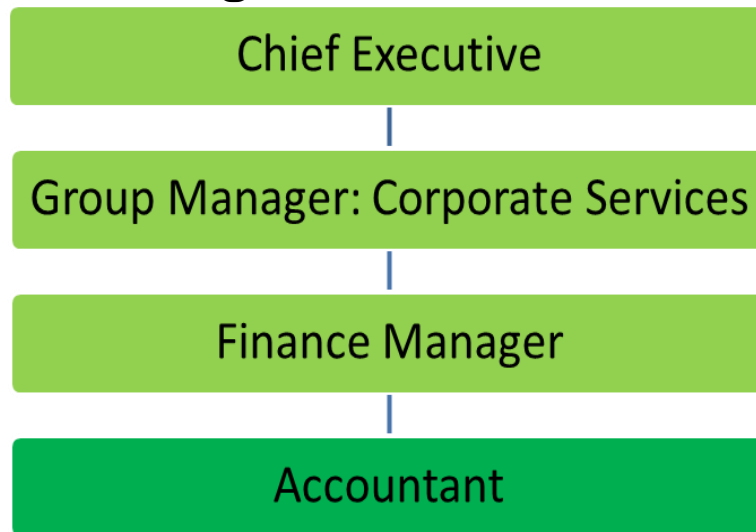 Chief Executive
Group Manager: Corporate Services
Finance Manager
Accountant